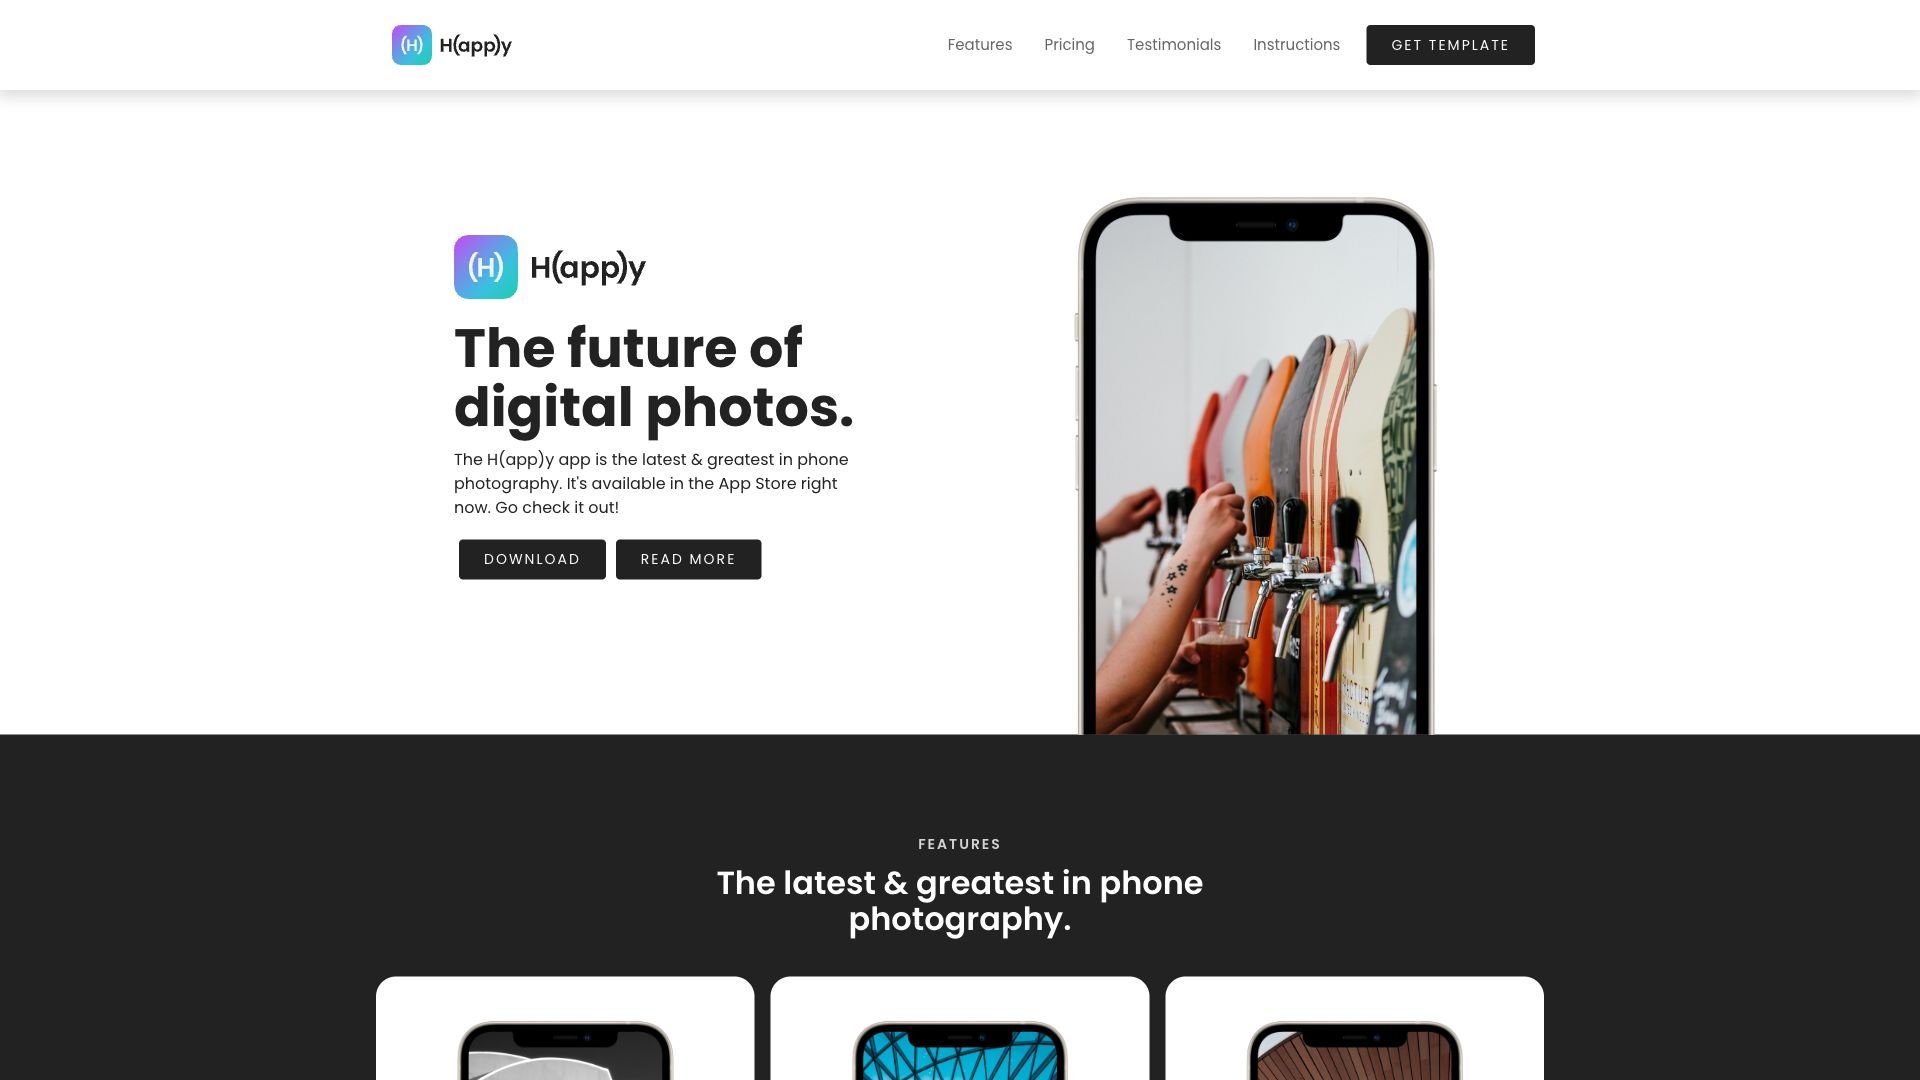 (H) H(app)y
Features Pricing Testimonials Instructions GET TEMPLATE
(H) H(app)y
The future of
digital photos.
The H(app)y app is the latest & greatest in phone
photography. It's available in the App Store right
now. Go check it out!
DOWNLOAD READ MORE
FEATURES
The latest & greatest in phone
photography.